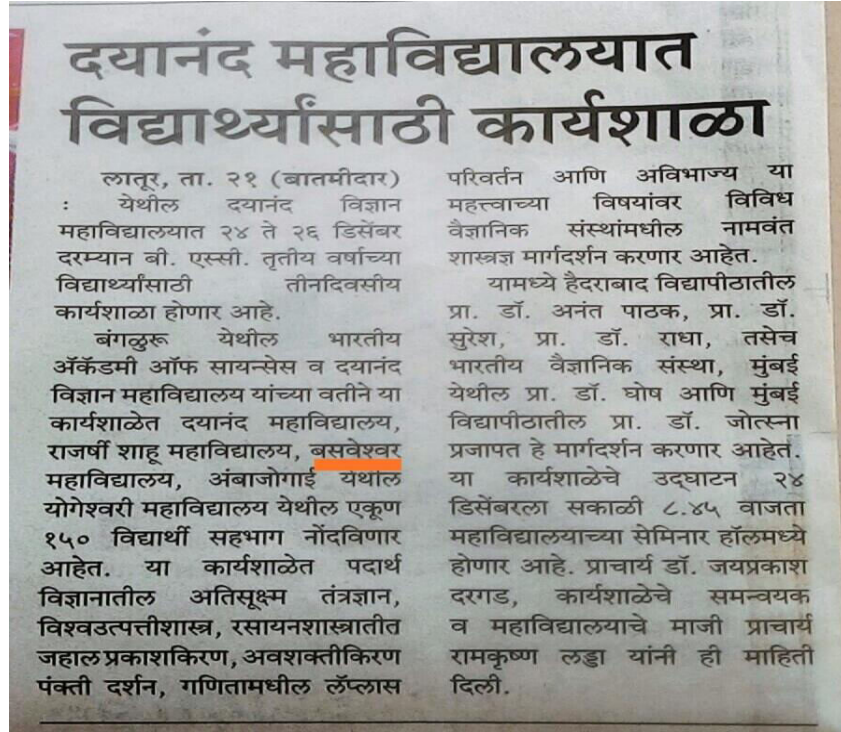 दयानंद महाविद्यालयात
विद्यार्थ्यांसाठी कार्यशाळा
लातूर, ता. २१ (बातमीदार)
: येथील दयानंद विज्ञान
महाविद्यालयात २४ ते २६ डिसेंबर
दरम्यान बी. एस्सी. तृतीय वर्षाच्या
विद्यार्थ्यांसाठी तीनदिवसीय
कार्यशाळा होणार आहे.
बंगळुरू येथील भारतीय
ॲकॅडमी ऑफ सायन्सेस व दयानंद
विज्ञान महाविद्यालय यांच्या वतीने या
कार्यशाळेत दयानंद महाविद्यालय,
राजर्षी शाहू महाविद्यालय, बसवेश्वर
महाविद्यालय, अंबाजोगाई येथील
योगेश्वरी महाविद्यालय येथील एकूण
१५० विद्यार्थी सहभाग नोंदविणार
आहेत. या कार्यशाळेत पदार्थ
विज्ञानातील अतिसूक्ष्म तंत्रज्ञान,
विश्वउत्पत्तीशास्त्र, रसायनशास्त्रातीत
जहाल प्रकाशकिरण, अवशक्तीकिरण
पंक्ती दर्शन, गणितामधील लॅप्लास
परिवर्तन आणि अविभाज्य या
महत्त्वाच्या विषयांवर विविध
वैज्ञानिक संस्थांमधील नामवंत
शास्त्रज्ञ मार्गदर्शन करणार आहेत.
यामध्ये हैदराबाद विद्यापीठातील
प्रा. डॉ. अनंत पाठक, प्रा. डॉ.
सुरेश, प्रा. डॉ. राधा, तसेच
भारतीय वैज्ञानिक संस्था, मुंबई
येथील प्रा. डॉ. घोष आणि मुंबई
विद्यापीठातील प्रा. डॉ. जोत्स्ना
प्रजापत हे मार्गदर्शन करणार आहेत.
या कार्यशाळेचे उद्‌घाटन २४
डिसेंबरला सकाळी ८.४५ वाजता
महाविद्यालयाच्या सेमिनार हॉलमध्ये
होणार आहे. प्राचार्य डॉ. जयप्रकाश
दरगड, कार्यशाळेचे समन्वयक
व महाविद्यालयाचे माजी प्राचार्य
रामकृष्ण लड्डा यांनी ही माहिती
दिली.